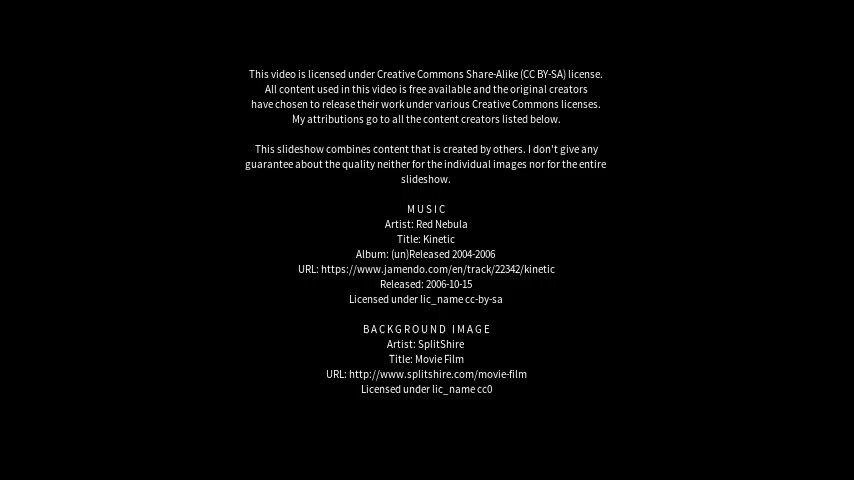 This video is licensed under Creative Commons Share-Alike (CC BY-SA) license.
All content used in this video is free available and the original creators
have chosen to release their work under various Creative Commons licenses.
My attributions go to all the content creators listed below.
This slideshow combines content that is created by others. I don't give any
guarantee about the quality neither for the individual images nor for the entire
slideshow.
MUSIC
Artist: Red Nebula
Title: Kinetic
Album: (un)Released 2004-2006
URL: https://www.jamendo.com/en/track/22342/kinetic
Released: 2006-10-15
Licensed under lic_name cc-by-sa
BACKGROUND IMAGE
Artist: SplitShire
Title: Movie Film
URL: http://www.splitshire.com/movie-film
Licensed under lic_name cc0